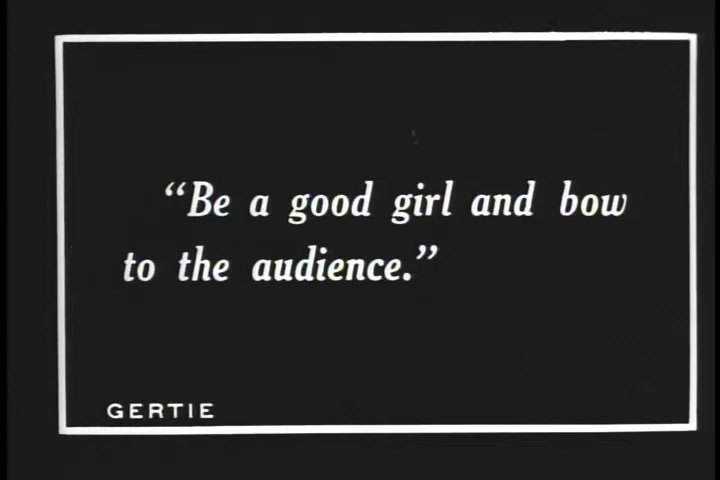 “Be a good girl and bow
to the audience.”
GERTIE